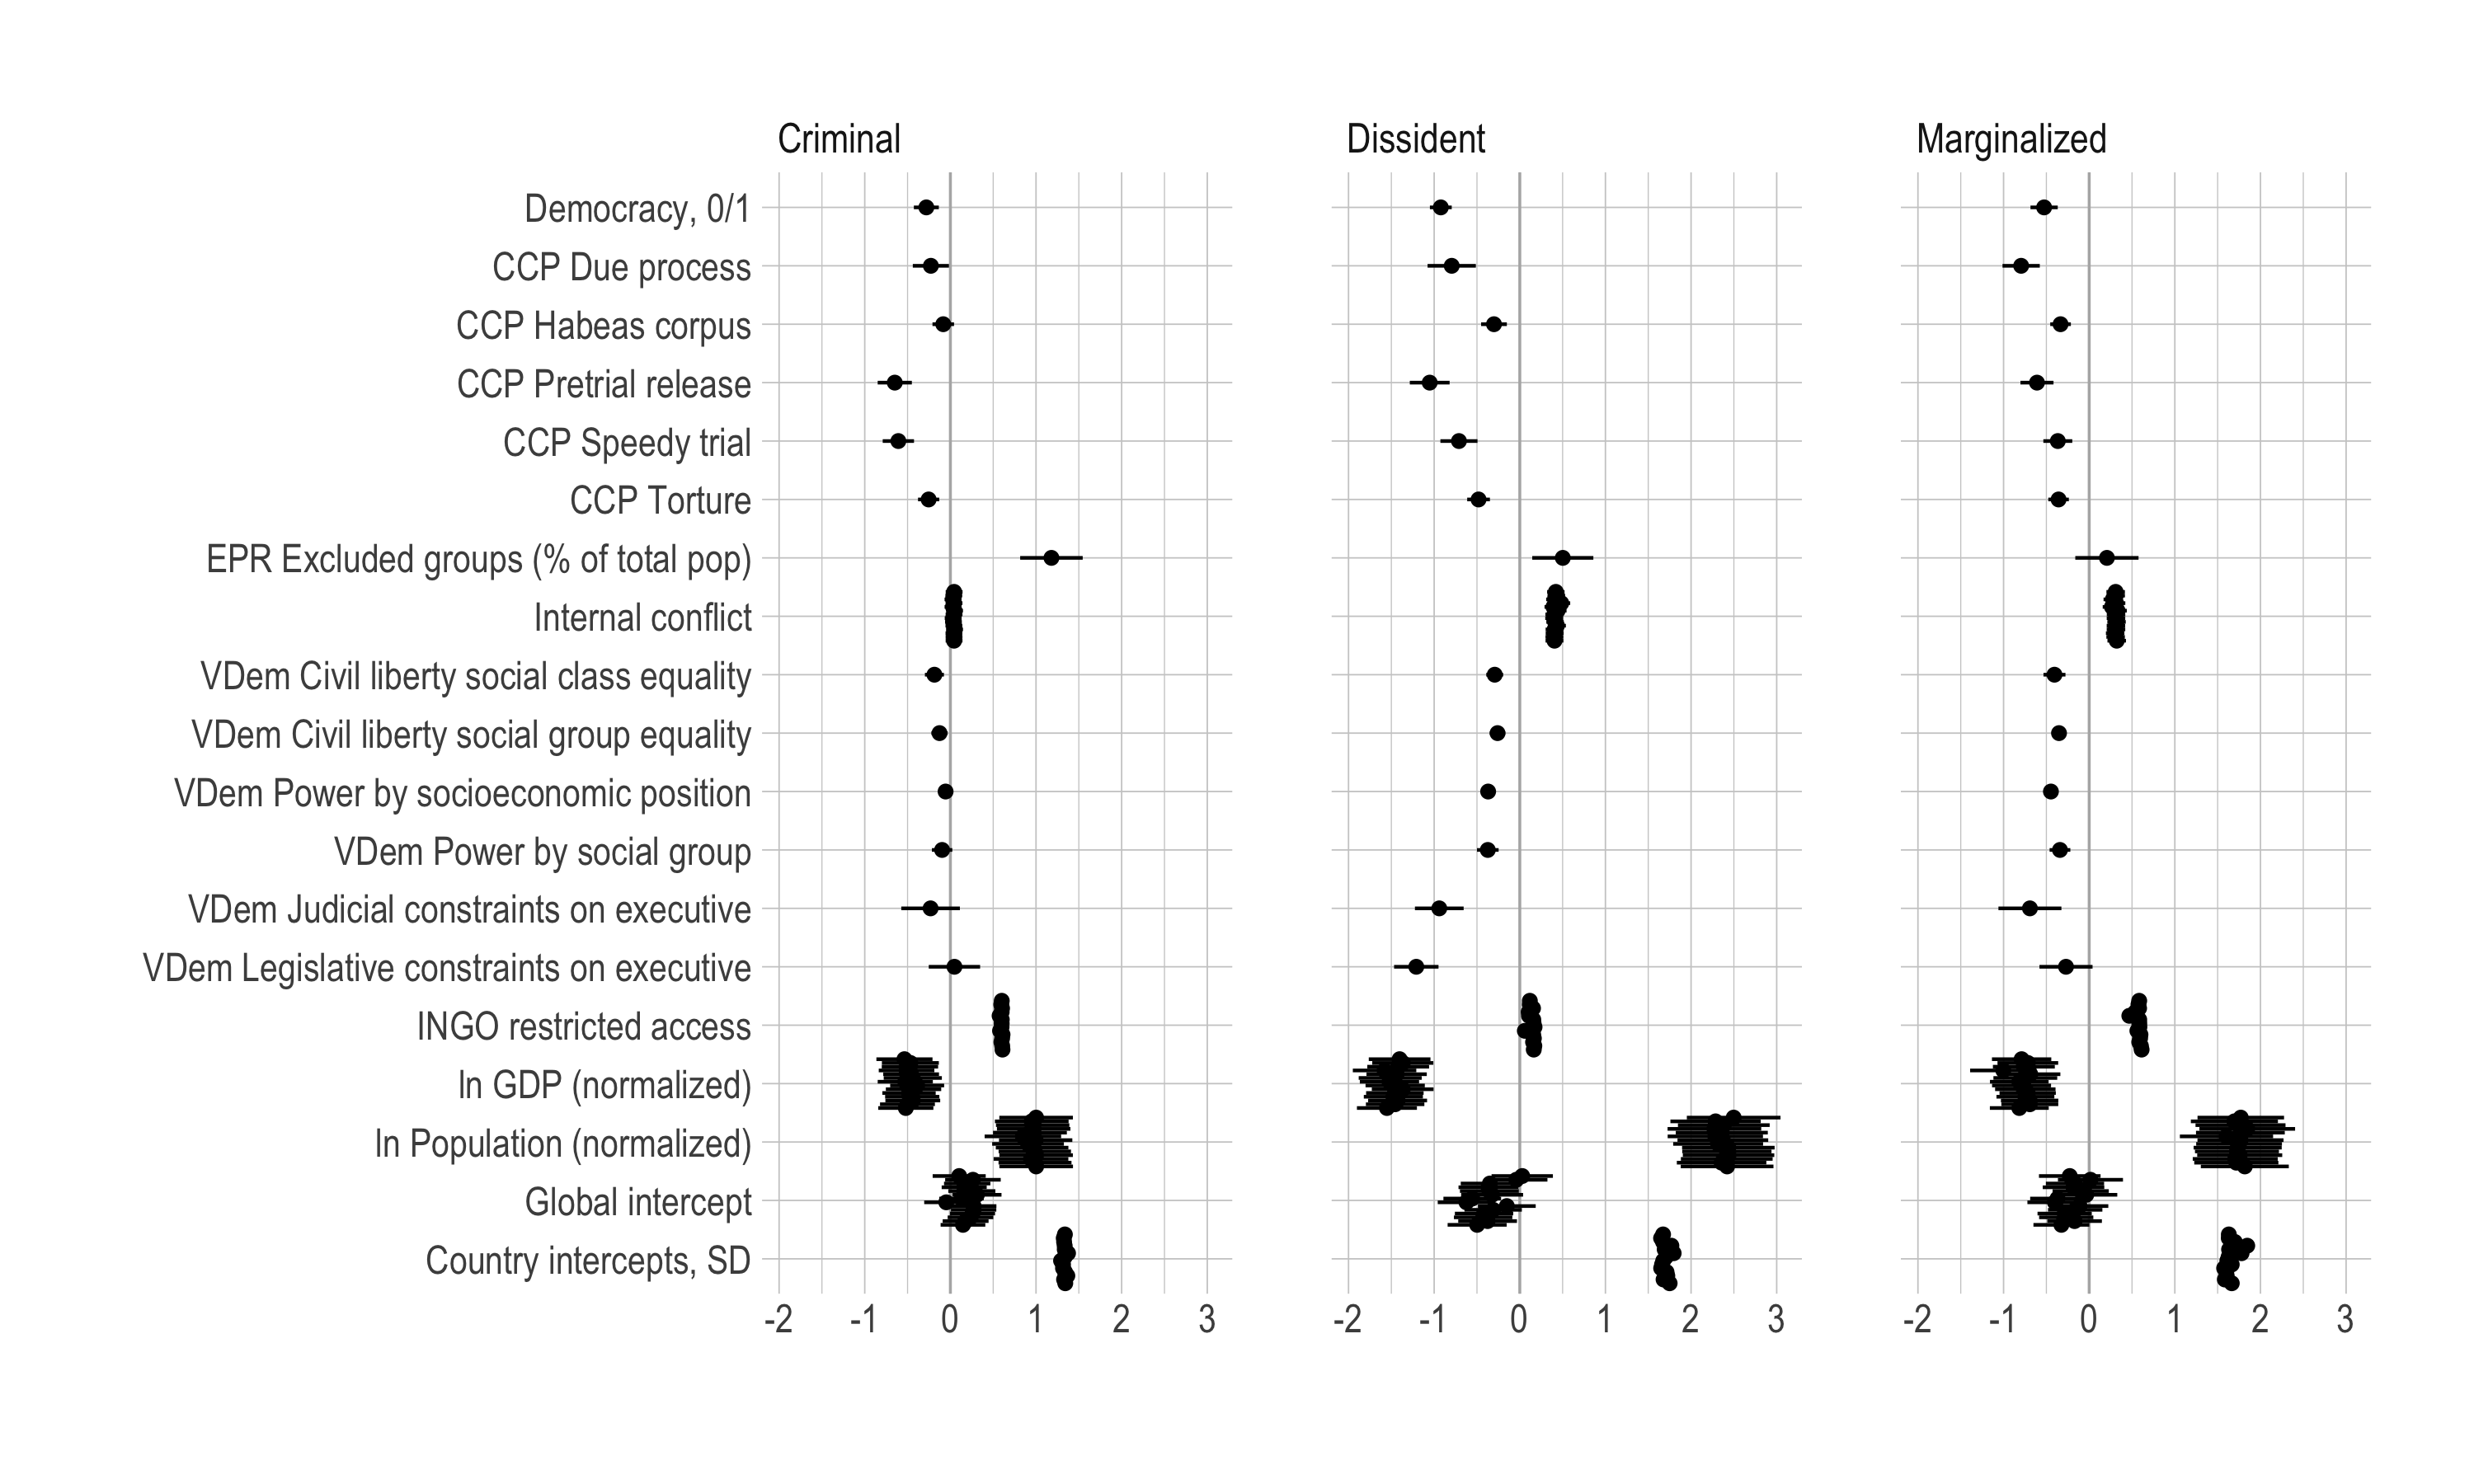 Criminal Dissident Marginalized
Democracy, 0/1
CCP Due process
CCP Habeas corpus
CCP Pretrial release
CCP Speedy trial
CCP Torture
EPR Excluded groups (% of total pop)
Internal conflict
VDem Civil liberty social class equality
VDem Civil liberty social group equality
VDem Power by socioeconomic position
VDem Power by social group
VDem Judicial constraints on executive
VDem Legislative constraints on executive
INGO restricted access
ln GDP (normalized)
ln Population (normalized)
Global intercept
Country intercepts, SD
-2 -1 0 1 2 3 -2 -1 0 1 2 3 -2 -1 0 1 2 3